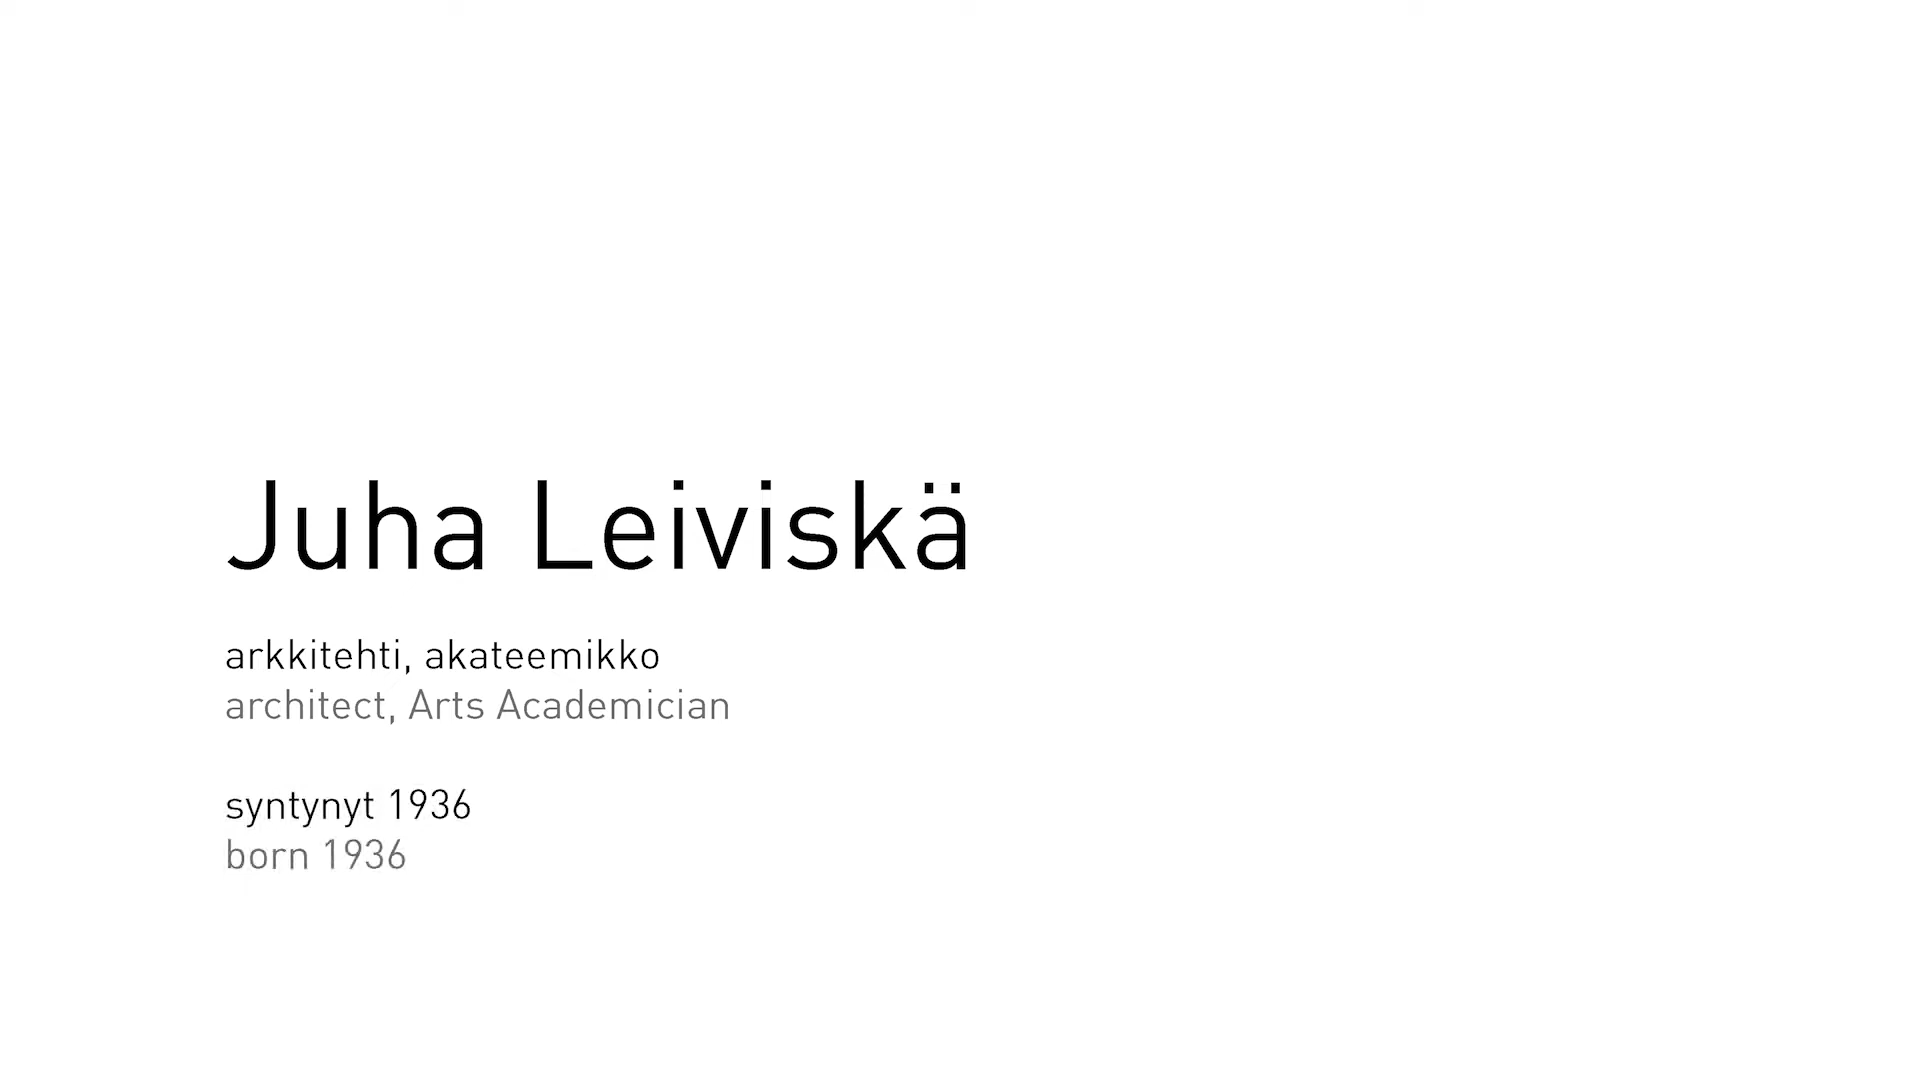 Juha Leiviskä
arkkitehti, akateemikko
architect, Arts Academician
syntynyt 1936
born 1936